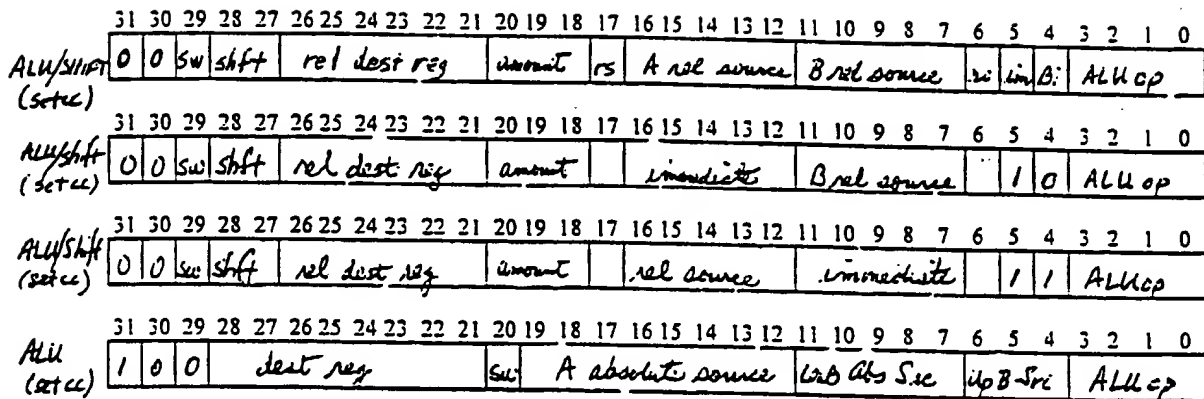 31 30 29 28 27 26 25 24 23 22 21 20 19 18 17 16 15 14 13 12 11 10 9 8 7 6 5 4 3 2 1 0
ALU/SHIFT 0 0 sw shft rel dest reg amount rs A rel source B rel source im Bi ALU op
(setcc)
31 30 29 28 27 26 25 24 23 22 21 20 19 18 17 16 15 14 13 12 11 10 9 8 7 6 5 4 3 2 1 0
ALU/shift 0 0 sw shft rel dest reg amount immediate B rel source 1 0 ALU op
(setcc)
31 30 29 28 27 26 25 24 23 22 21 20 19 18 17 16 15 14 13 12 11 10 9 8 7 6 5 4 3 2 1 0
ALU/Shift 0 0 sw shft rel dest reg amount rel source immediate 1 1 ALU op
(setcc)
31 30 29 28 27 26 25 24 23 22 21 20 19 18 17 16 15 14 13 12 11 10 9 8 7 6 5 4 3 2 1 0
ALU 1 0 0 dest reg sw A absolute source Abs Src ALU op
(setcc)